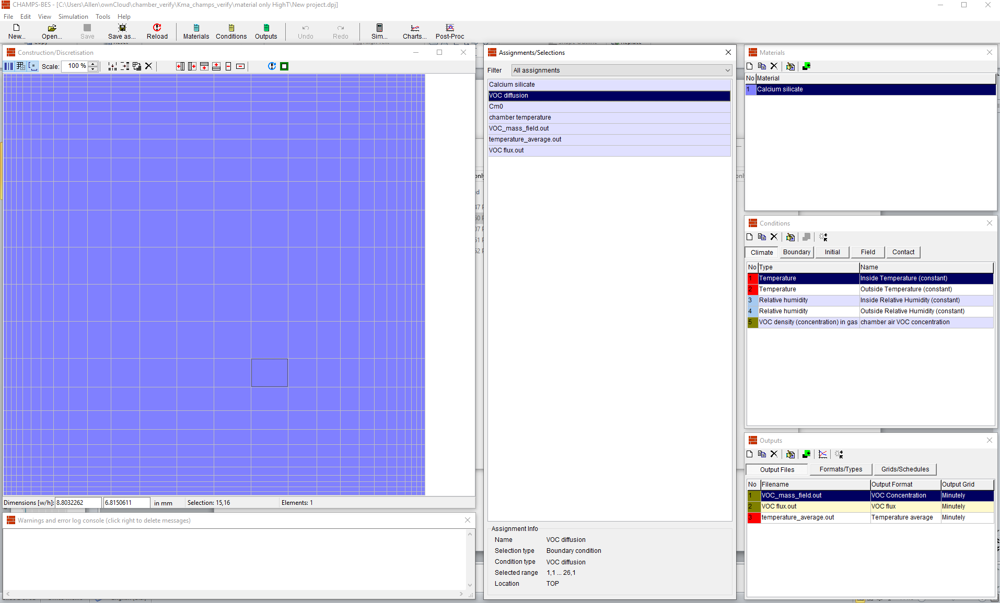 CHAMPS-BES - [C:\Users\Allen\ownCloud\chamber_verify\Kma_champs_verify\material only HighT\New project.dpj]
File Edit View Simulation Tools Help
New... Open... Save Save as... Reload Materials Conditions Outputs Undo Redo Sim... Charts... Post-Proc
Construction/Discretisation
Scale: 100 %
Dimensions [w/h]: 8.8032262 6.8150611 in mm Selection: 15,16 Elements: 1
Warnings and error log console (click right to delete messages)
Assignments/Selections
Filter All assignments
Calcium silicate
VOC diffusion
Cm0
chamber temperature
VOC_mass_field.out
temperature_average.out
VOC flux.out
Assignment Info
Name VOC diffusion
Selection type Boundary condition
Condition type VOC diffusion
Selected range 1,1 ... 26,1
Location TOP
Materials
No Material
1 Calcium silicate
Conditions
Climate Boundary Initial Field Contact
No Type Name
1 Temperature Inside Temperature (constant)
2 Temperature Outside Temperature (constant)
3 Relative humidity Inside Relative Humidity (constant)
4 Relative humidity Outside Relative Humidity (constant)
5 VOC density (concentration) in gas chamber air VOC concentration
Outputs
Output Files Formats/Types Grids/Schedules
No Filename Output Format Output Grid
1 VOC_mass_field.out VOC Concentration Minutely
2 VOC flux.out VOC flux Minutely
3 temperature_average.out Temperature average Minutely